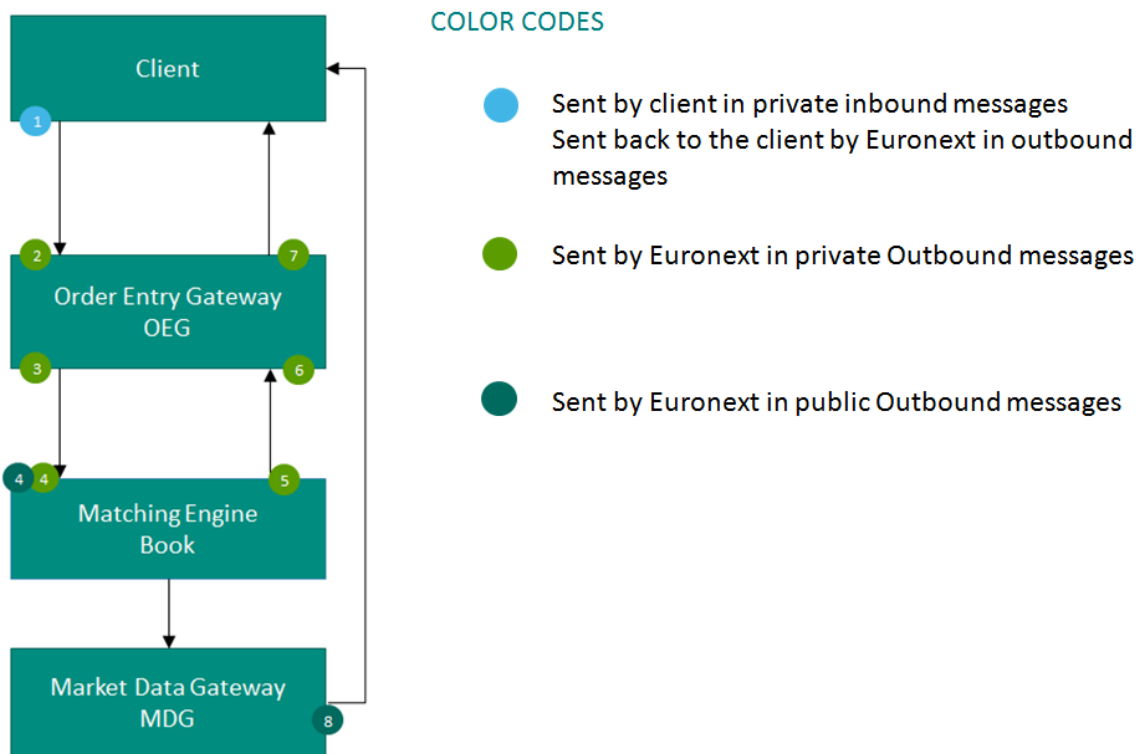 COLOR CODES
Client
1
Sent by client in private inbound messages
Sent back to the client by Euronext in outbound
messages
2
7
Sent by Euronext in private Outbound messages
Order Entry Gateway
OEG
3
6
Sent by Euronext in public Outbound messages
4
4
5
Matching Engine
Book
Market Data Gateway
MDG
8